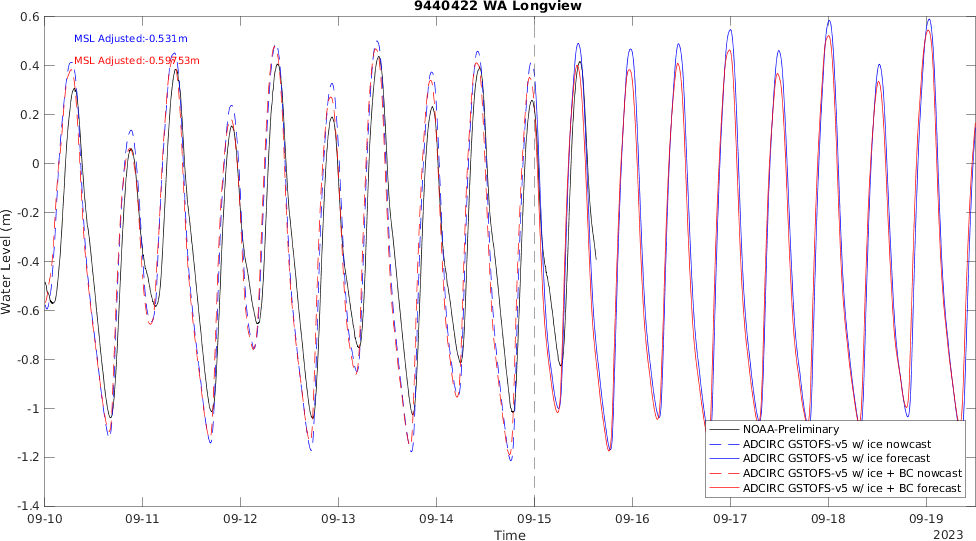 9440422 WA Longview
MSL Adjusted:-0.531m
MSL Adjusted:-0.59753m
0.6
0.4
0.2
0
-0.2
-0.4
-0.6
-0.8
-1
-1.2
-1.4
Water Level (m)
NOAA-Preliminary
ADCIRC GSTOFS-v5 w/ ice nowcast
ADCIRC GSTOFS-v5 w/ ice forecast
ADCIRC GSTOFS-v5 w/ ice + BC nowcast
ADCIRC GSTOFS-v5 w/ ice + BC forecast
09-10 09-11 09-12 09-13 09-14 09-15 09-16 09-17 09-18 09-19
Time
2023